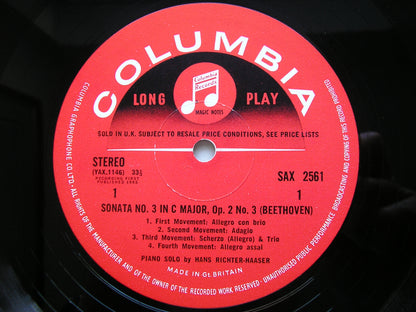 COLUMBIA
Columbia
Records
MAGIC NOTES
LONG PLAY
SOLD IN U.K. SUBJECT TO RESALE PRICE CONDITIONS, SEE PRICE LISTS
STEREO
(YAX.1146) 33⅓
RECORDING FIRST
PUBLISHED 1965
1
SAX 2561
1
SONATA NO. 3 IN C MAJOR, Op. 2 No. 3 (BEETHOVEN)
1. First Movement: Allegro con brio
2. Second Movement: Adagio
3. Third Movement: Scherzo (Allegro) & Trio
4. Fourth Movement: Allegro assai
PIANO SOLO by HANS RICHTER-HAASER
MADE IN Gt. BRITAIN
COLUMBIA GRAPHOPHONE CO. LTD. ALL RIGHTS OF THE MANUFACTURER AND OF THE OWNER OF THE RECORDED WORK RESERVED. UNAUTHORISED PUBLIC PERFORMANCE BROADCASTING AND COPYING OF THIS RECORD PROHIBITED